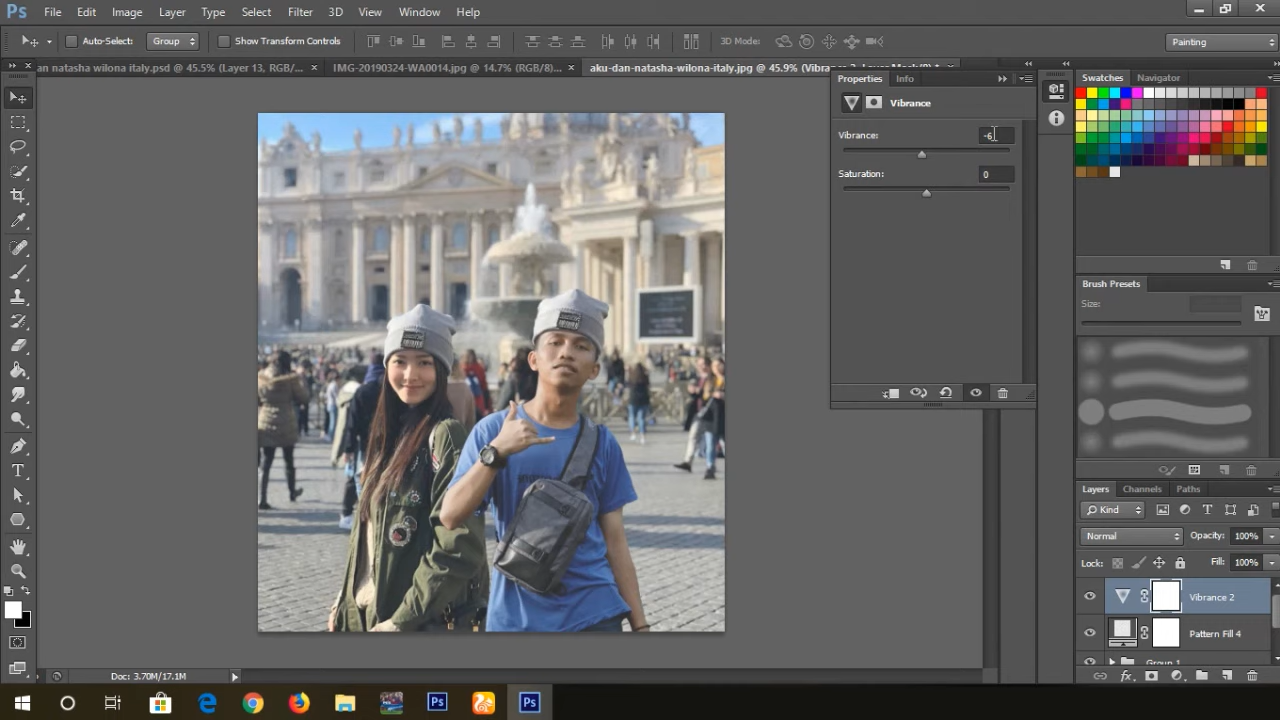 Ps File Edit Image Layer Type Select Filter 3D View Window Help
Auto-Select: Group Show Transform Controls 3D Mode: Painting
an natasha wilona italy.psd @ 45.5% (Layer 13, RGB/... × IMG-20190324-WA0014.jpg @ 14.7% (RGB/8)... × aku-dan-natasha-wilona-italy.jpg @ 45.9% (Vibrance 2, Layer Mask/8) * ×
Properties Info
Vibrance
Vibrance: -6
Saturation: 0
Swatches Navigator
Brush Presets
Size:
Layers Channels Paths
Kind
Normal Opacity: 100%
Lock: Fill: 100%
Vibrance 2
Pattern Fill 4
Group 1
Doc: 3.70M/17.1M
Ps Ps